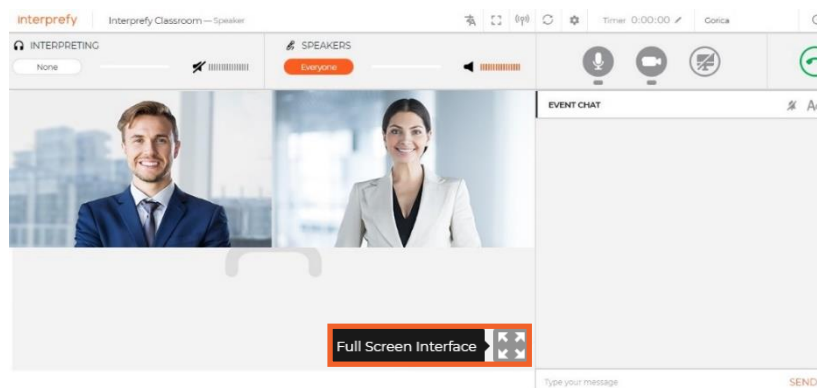 interprefy
Interprefy Classroom — Speaker
Timer 0:00:00
Gorica
INTERPRETING
None
SPEAKERS
Everyone
EVENT CHAT
Full Screen Interface
Type your message
SEND